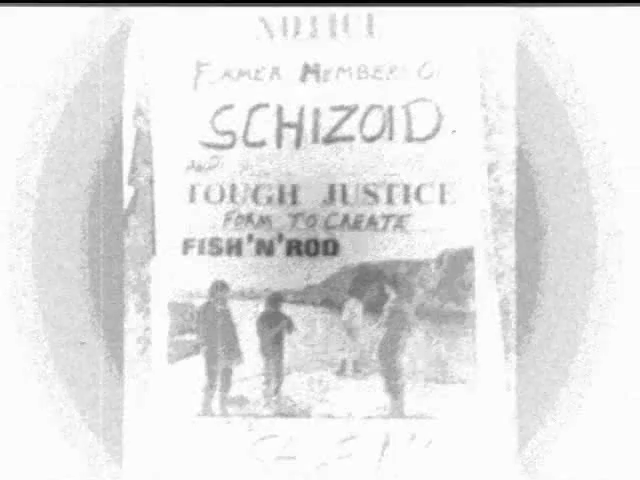 NOTICE
FORMER MEMBERS OF
SCHIZOID
AND
TOUGH JUSTICE
FORM TO CREATE
FISH'N'ROD